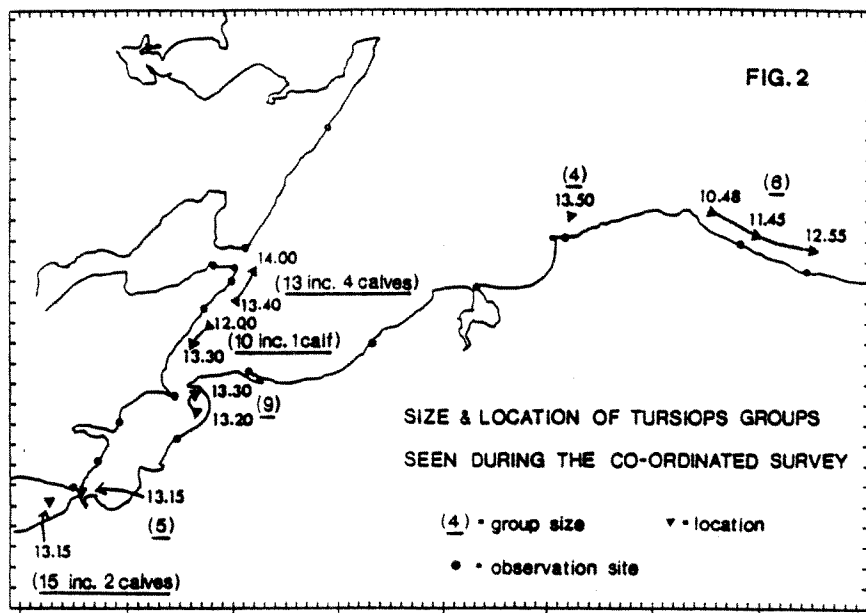 FIG. 2
(4)
13.50
(6)
10.48
11.45
12.55
14.00
(13 inc. 4 calves)
13.40
12.00
(10 inc. 1 calf)
13.30
13.30
(9)
13.20
SIZE & LOCATION OF TURSIOPS GROUPS
SEEN DURING THE CO-ORDINATED SURVEY
13.15
(5)
(4) - group size
▼ - location
13.15
● - observation site
(15 inc. 2 calves)